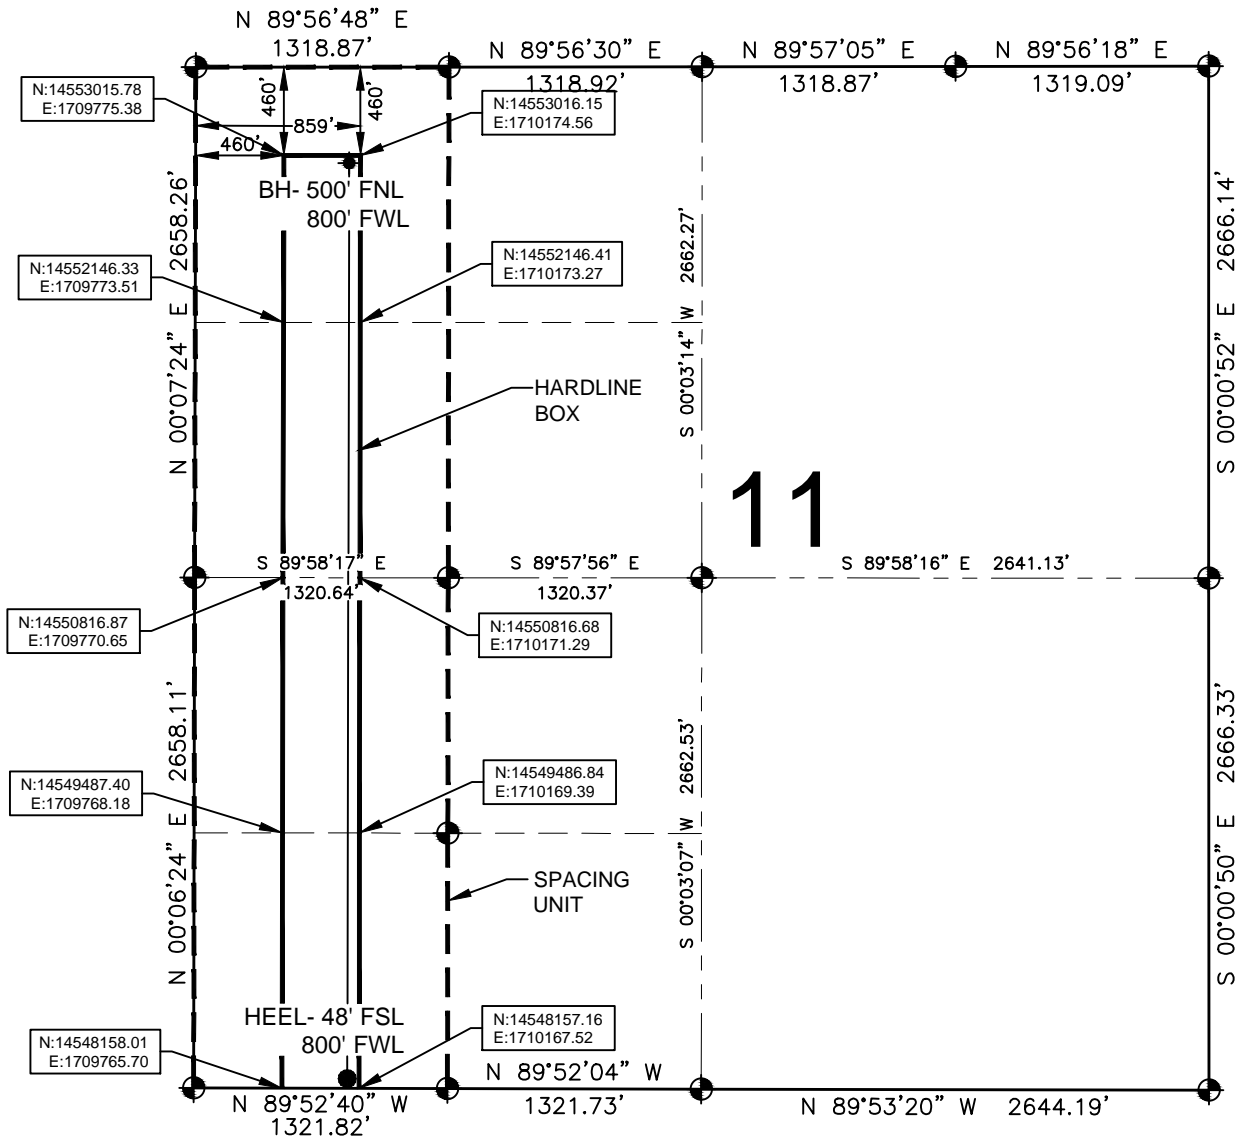 N 89°56'48" E
1318.87'
N 89°56'30" E
1318.92'
N 89°57'05" E
1318.87'
N 89°56'18" E
1319.09'
N:14553015.78
E:1709775.38
460'
460'
859'
460'
N:14553016.15
E:1710174.56
BH- 500' FNL
800' FWL
N 00°07'24" E 2658.26'
S 00°03'14" W 2662.27'
S 00°00'52" E 2666.14'
N:14552146.33
E:1709773.51
N:14552146.41
E:1710173.27
HARDLINE
BOX
11
S 89°58'17" E
1320.64'
S 89°57'56" E
1320.37'
S 89°58'16" E 2641.13'
N:14550816.87
E:1709770.65
N:14550816.68
E:1710171.29
N 00°06'24" E 2658.11'
S 00°03'07" W 2662.53'
S 00°00'50" E 2666.33'
N:14549487.40
E:1709768.18
N:14549486.84
E:1710169.39
SPACING
UNIT
HEEL- 48' FSL
800' FWL
N:14548158.01
E:1709765.70
N:14548157.16
E:1710167.52
N 89°52'40" W
1321.82'
N 89°52'04" W
1321.73'
N 89°53'20" W 2644.19'